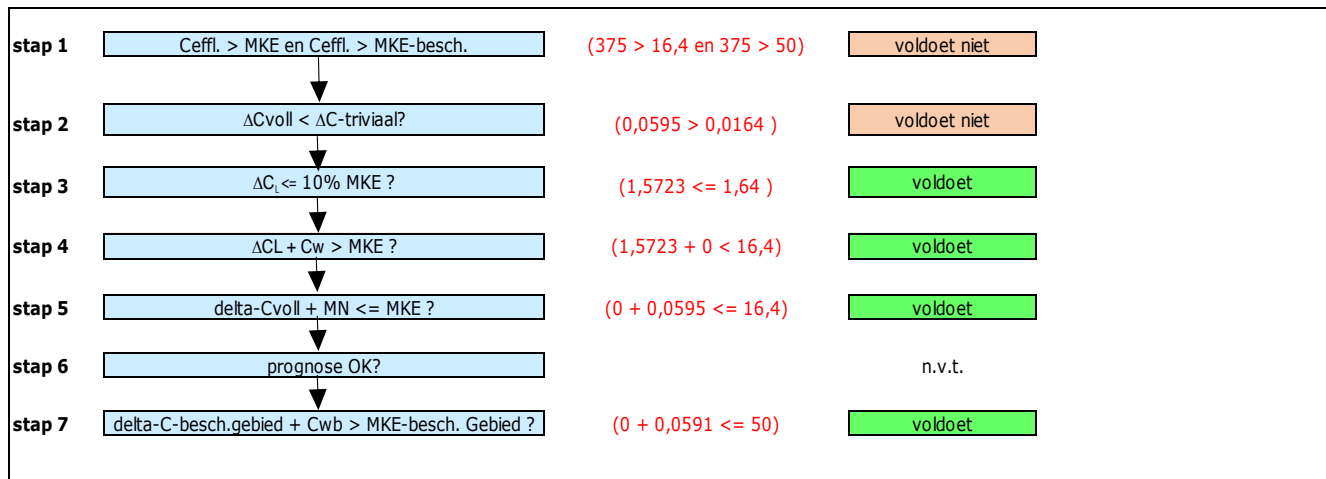 stap 1 Ceffl. > MKE en Ceffl. > MKE-besch. (375 > 16,4 en 375 > 50) voldoet niet
stap 2 ΔCvoll < ΔC-triviaal? (0,0595 > 0,0164 ) voldoet niet
stap 3 ΔCL <= 10% MKE ? (1,5723 <= 1,64 ) voldoet
stap 4 ΔCL + Cw > MKE ? (1,5723 + 0 < 16,4) voldoet
stap 5 delta-Cvoll + MN <= MKE ? (0 + 0,0595 <= 16,4) voldoet
stap 6 prognose OK? n.v.t.
stap 7 delta-C-besch.gebied + Cwb > MKE-besch. Gebied ? (0 + 0,0591 <= 50) voldoet